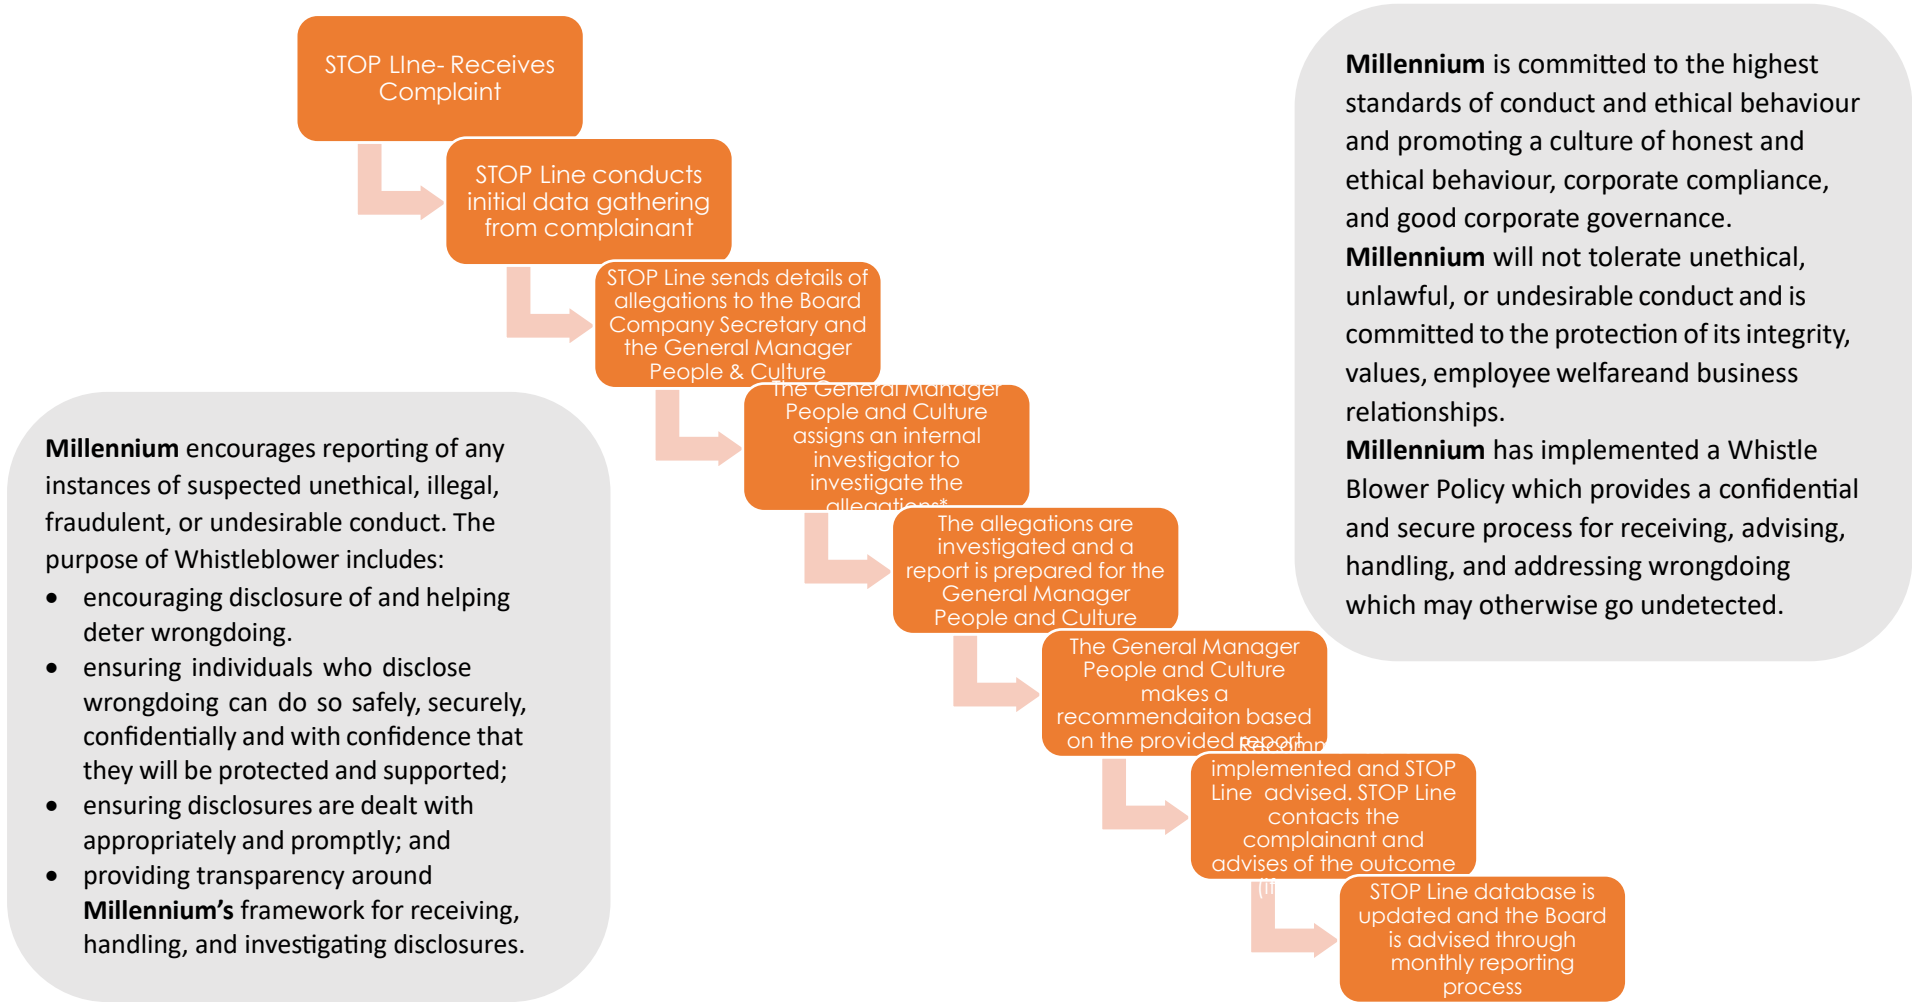 STOP LIne- Receives
Complaint
STOP Line conducts
initial data gathering
from complainant
STOP Line sends details of
allegations to the Board
Company Secretary and
the General Manager
People & Culture
The General Manager
People and Culture
assigns an internal
investigator to
investigate the
allegations*
The allegations are
investigated and a
report is prepared for the
General Manager
People and Culture
The General Manager
People and Culture
makes a
recommendaiton based
on the provided report
implemented and STOP
Line advised. STOP Line
contacts the
complainant and
advises of the outcome
(if
STOP Line database is
updated and the Board
is advised through
monthly reporting
process
Millennium encourages reporting of any
instances of suspected unethical, illegal,
fraudulent, or undesirable conduct. The
purpose of Whistleblower includes:
• encouraging disclosure of and helping
deter wrongdoing.
• ensuring individuals who disclose
wrongdoing can do so safely, securely,
confidentially and with confidence that
they will be protected and supported;
• ensuring disclosures are dealt with
appropriately and promptly; and
• providing transparency around
Millennium’s framework for receiving,
handling, and investigating disclosures.
Millennium is committed to the highest
standards of conduct and ethical behaviour
and promoting a culture of honest and
ethical behaviour, corporate compliance,
and good corporate governance.
Millennium will not tolerate unethical,
unlawful, or undesirable conduct and is
committed to the protection of its integrity,
values, employee welfareand business
relationships.
Millennium has implemented a Whistle
Blower Policy which provides a confidential
and secure process for receiving, advising,
handling, and addressing wrongdoing
which may otherwise go undetected.